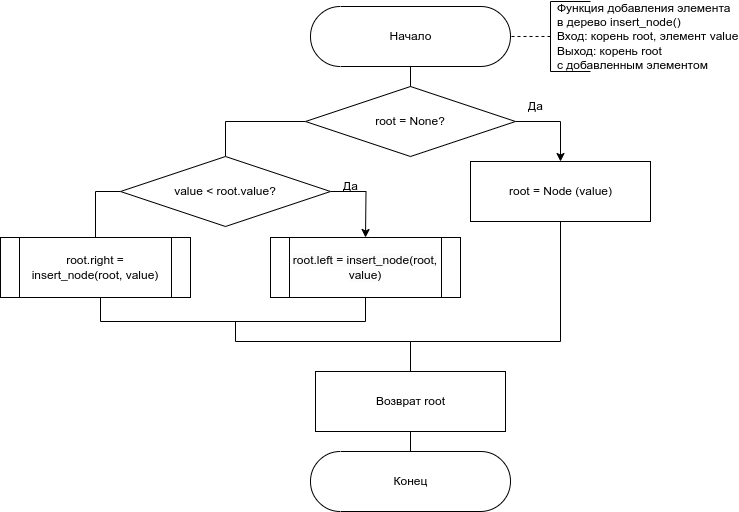 Начало
Функция добавления элемента
в дерево insert_node()
Вход: корень root, элемент value
Выход: корень root
с добавленным элементом
root = None?
Да
value < root.value?
Да
root = Node (value)
root.right =
insert_node(root, value)
root.left = insert_node(root,
value)
Возврат root
Конец